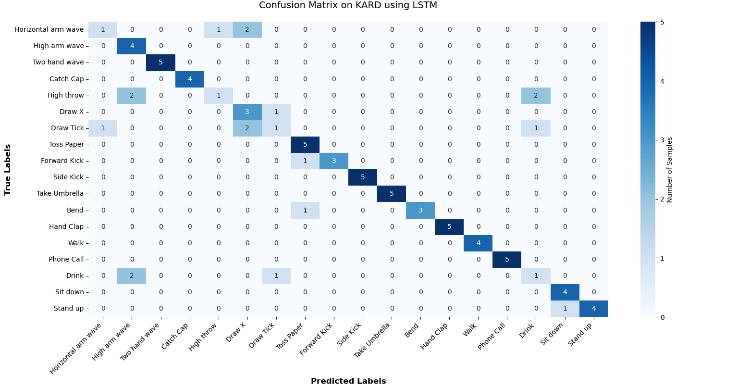 Confusion Matrix on KARD using LSTM
Horizontal arm wave 1 0 0 0 1 2 0 0 0 0 0 0 0 0 0 0 0 0
High arm wave 0 4 0 0 0 0 0 0 0 0 0 0 0 0 0 0 0 0
Two hand wave 0 0 5 0 0 0 0 0 0 0 0 0 0 0 0 0 0 0
Catch Cap 0 0 0 4 0 0 0 0 0 0 0 0 0 0 0 0 0 0
High throw 0 2 0 0 1 0 0 0 0 0 0 0 0 0 0 2 0 0
Draw X 0 0 0 0 0 3 1 0 0 0 0 0 0 0 0 0 0 0
Draw Tick 1 0 0 0 0 2 1 0 0 0 0 0 0 0 0 1 0 0
Toss Paper 0 0 0 0 0 0 0 5 0 0 0 0 0 0 0 0 0 0
Forward Kick 0 0 0 0 0 0 0 1 3 0 0 0 0 0 0 0 0 0
Side Kick 0 0 0 0 0 0 0 0 0 5 0 0 0 0 0 0 0 0
Take Umbrella 0 0 0 0 0 0 0 0 0 0 5 0 0 0 0 0 0 0
Bend 0 0 0 0 0 0 0 1 0 0 0 3 0 0 0 0 0 0
Hand Clap 0 0 0 0 0 0 0 0 0 0 0 0 5 0 0 0 0 0
Walk 0 0 0 0 0 0 0 0 0 0 0 0 0 4 0 0 0 0
Phone Call 0 0 0 0 0 0 0 0 0 0 0 0 0 0 5 0 0 0
Drink 0 2 0 0 0 0 1 0 0 0 0 0 0 0 0 1 0 0
Sit down 0 0 0 0 0 0 0 0 0 0 0 0 0 0 0 0 4 0
Stand up 0 0 0 0 0 0 0 0 0 0 0 0 0 0 0 0 1 4
True Labels
Horizontal arm wave
High arm wave
Two hand wave
Catch Cap
High throw
Draw X
Draw Tick
Toss Paper
Forward Kick
Side Kick
Take Umbrella
Bend
Hand Clap
Walk
Phone Call
Drink
Sit down
Stand up
Predicted Labels
5
4
3
2
1
0
Number of Samples